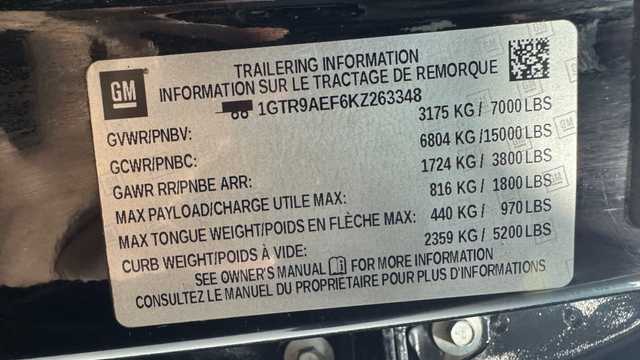 GM
TRAILERING INFORMATION
INFORMATION SUR LE TRACTAGE DE REMORQUE
1GTR9AEF6KZ263348
GVWR/PNBV: 3175 KG / 7000 LBS
GCWR/PNBC: 6804 KG /15000 LBS
GAWR RR/PNBE ARR: 1724 KG / 3800 LBS
MAX PAYLOAD/CHARGE UTILE MAX: 816 KG / 1800 LBS
MAX TONGUE WEIGHT/POIDS EN FLÈCHE MAX: 440 KG / 970 LBS
CURB WEIGHT/POIDS À VIDE: 2359 KG / 5200 LBS
SEE OWNER'S MANUAL FOR MORE INFORMATION
CONSULTEZ LE MANUEL DU PROPRIÉTAIRE POUR PLUS D'INFORMATIONS